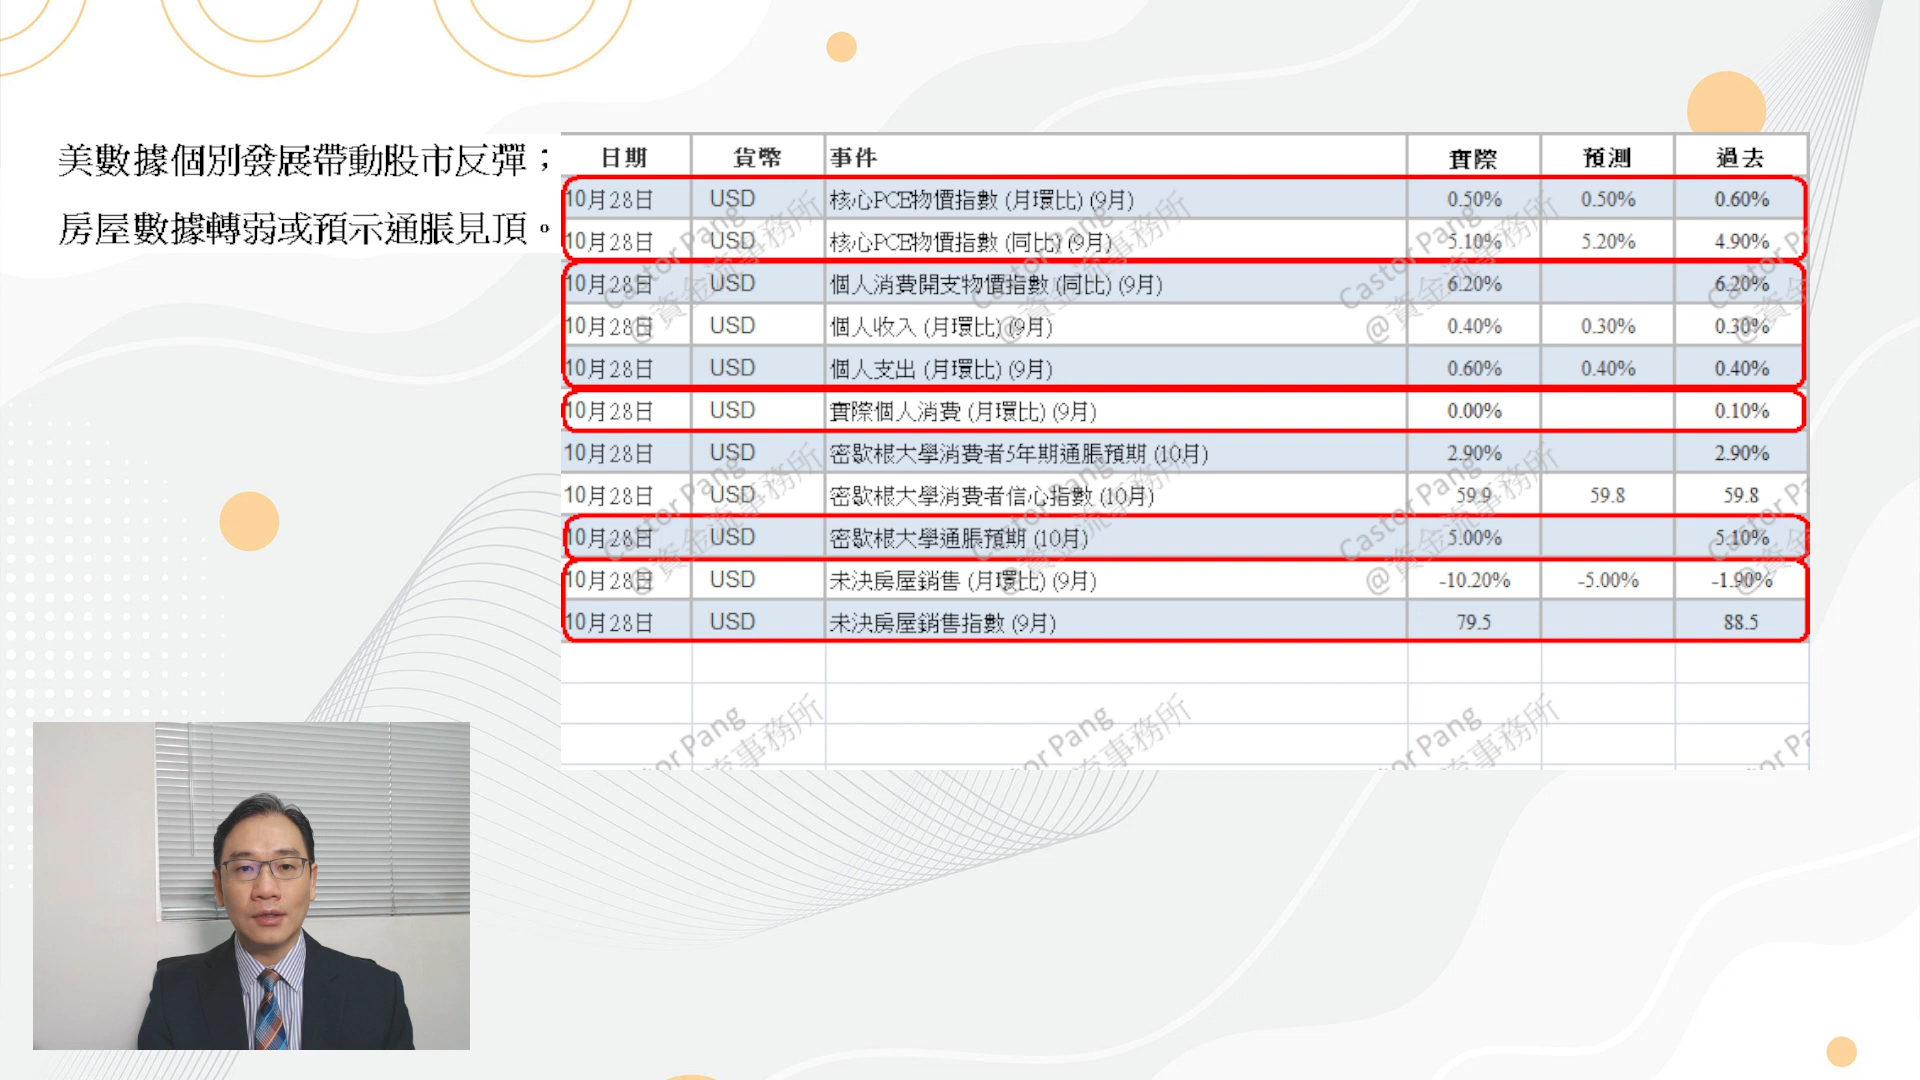 美數據個別發展帶動股市反彈；
房屋數據轉弱或預示通脹見頂。
日期 貨幣 事件 實際 預測 過去
10月28日 USD 核心PCE物價指數 (月環比) (9月) 0.50% 0.50% 0.60%
10月28日 USD 核心PCE物價指數 (同比) (9月) 5.10% 5.20% 4.90%
10月28日 USD 個人消費開支物價指數 (同比) (9月) 6.20% 6.20%
10月28日 USD 個人收入 (月環比) (9月) 0.40% 0.30% 0.30%
10月28日 USD 個人支出 (月環比) (9月) 0.60% 0.40% 0.40%
10月28日 USD 實際個人消費 (月環比) (9月) 0.00% 0.10%
10月28日 USD 密歇根大學消費者5年期通脹預期 (10月) 2.90% 2.90%
10月28日 USD 密歇根大學消費者信心指數 (10月) 59.9 59.8 59.8
10月28日 USD 密歇根大學通脹預期 (10月) 5.00% 5.10%
10月28日 USD 未決房屋銷售 (月環比) (9月) -10.20% -5.00% -1.90%
10月28日 USD 未決房屋銷售指數 (9月) 79.5 88.5
Castor Pang
@資金流事務所